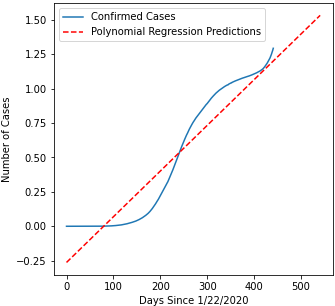 Confirmed Cases
Polynomial Regression Predictions
1.50
1.25
1.00
0.75
0.50
0.25
0.00
−0.25
Number of Cases
0 100 200 300 400 500
Days Since 1/22/2020